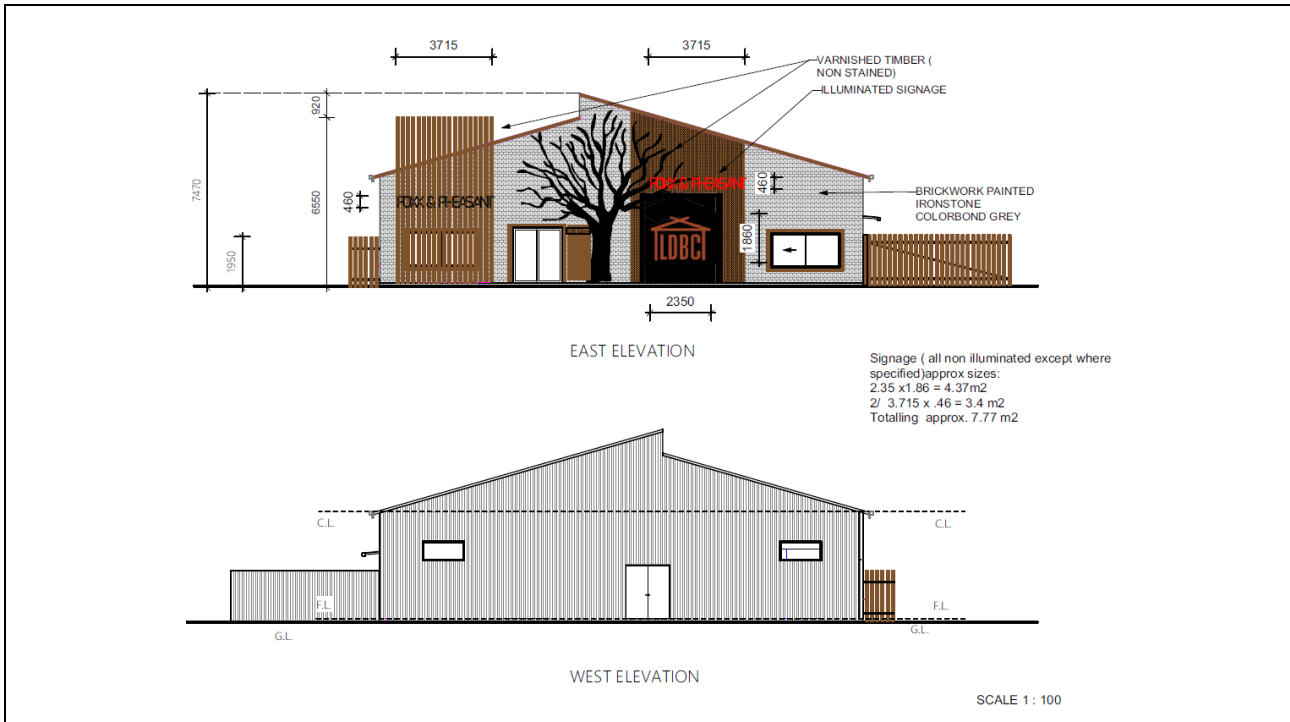 3715
3715
VARNISHED TIMBER (
NON STAINED)
ILLUMINATED SIGNAGE
920
7470
6550
460
1950
FOXX & PHEASANT
FOXX & PHEASANT
460
1860
LDBC
BRICKWORK PAINTED
IRONSTONE
COLORBOND GREY
2350
EAST ELEVATION
Signage ( all non illuminated except where
specified)approx sizes:
2.35 x1.86 = 4.37m2
2/ 3.715 x .46 = 3.4 m2
Totalling approx. 7.77 m2
C.L.
C.L.
F.L.
F.L.
G.L.
G.L.
WEST ELEVATION
SCALE 1 : 100